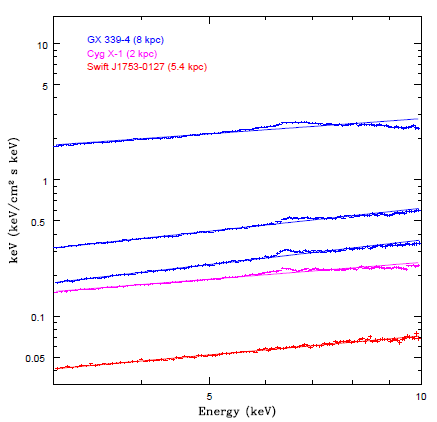 GX 339-4 (8 kpc)
Cyg X-1 (2 kpc)
Swift J1753-0127 (5.4 kpc)
10
5
1
0.5
0.1
0.05
keV (keV/cm² s keV)
5
10
Energy (keV)